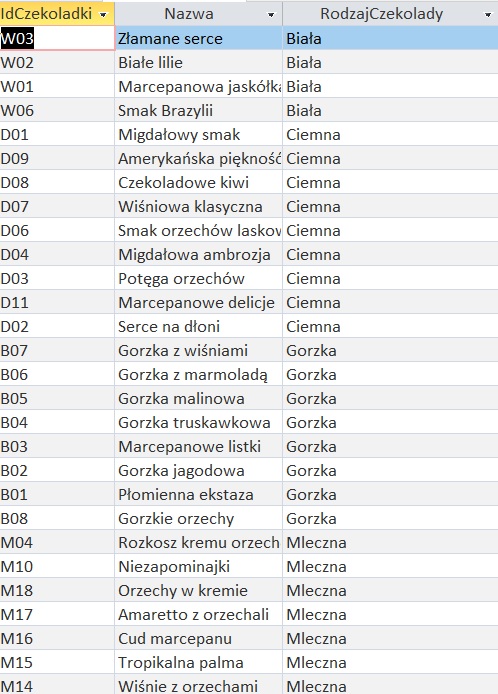 IdCzekoladki Nazwa RodzajCzekolady
W03 Złamane serce Biała
W02 Białe lilie Biała
W01 Marcepanowa jaskółka Biała
W06 Smak Brazylii Biała
D01 Migdałowy smak Ciemna
D09 Amerykańska piękność Ciemna
D08 Czekoladowe kiwi Ciemna
D07 Wiśniowa klasyczna Ciemna
D06 Smak orzechów laskow Ciemna
D04 Migdałowa ambrozja Ciemna
D03 Potęga orzechów Ciemna
D11 Marcepanowe delicje Ciemna
D02 Serce na dłoni Ciemna
B07 Gorzka z wiśniami Gorzka
B06 Gorzka z marmoladą Gorzka
B05 Gorzka malinowa Gorzka
B04 Gorzka truskawkowa Gorzka
B03 Marcepanowe listki Gorzka
B02 Gorzka jagodowa Gorzka
B01 Płomienna ekstaza Gorzka
B08 Gorzkie orzechy Gorzka
M04 Rozkosz kremu orzech Mleczna
M10 Niezapominajki Mleczna
M18 Orzechy w kremie Mleczna
M17 Amaretto z orzechali Mleczna
M16 Cud marcepanu Mleczna
M15 Tropikalna palma Mleczna
M14 Wiśnie z orzechami Mleczna